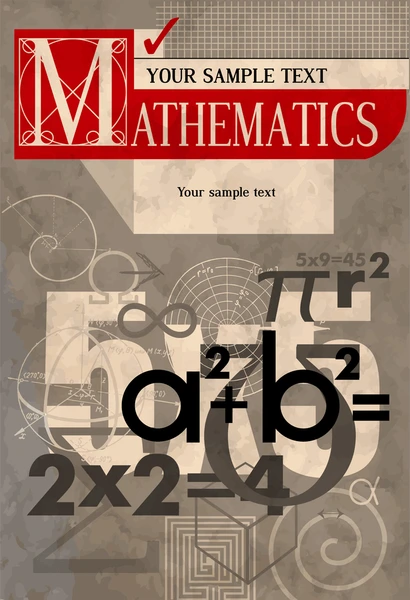 YOUR SAMPLE TEXT
MATHEMATICS
Your sample text
5x9=45
πr²
∞
a²+b²=
2x2=4
α